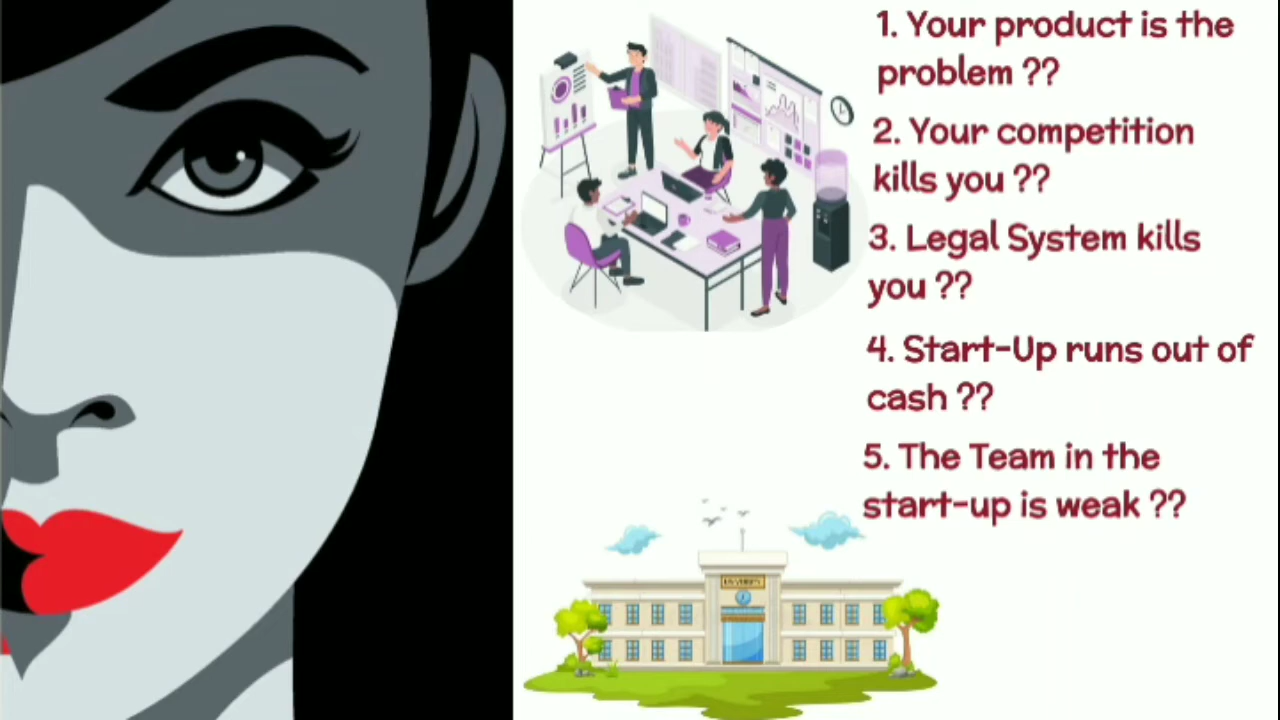 1. Your product is the
problem ??
2. Your competition
kills you ??
3. Legal System kills
you ??
4. Start-Up runs out of
cash ??
5. The Team in the
start-up is weak ??
UNIVERSITY